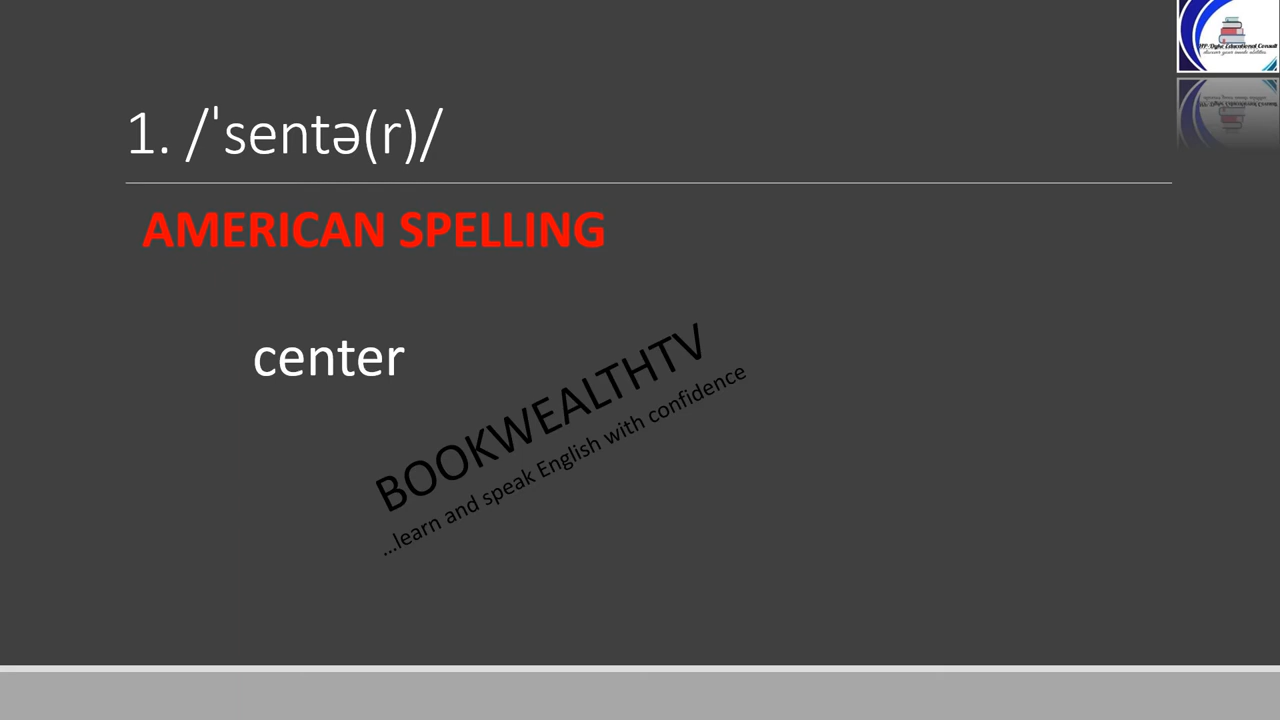 1. /ˈsentə(r)/
AMERICAN SPELLING
center
BOOKWEALTHTV
...learn and speak English with confidence